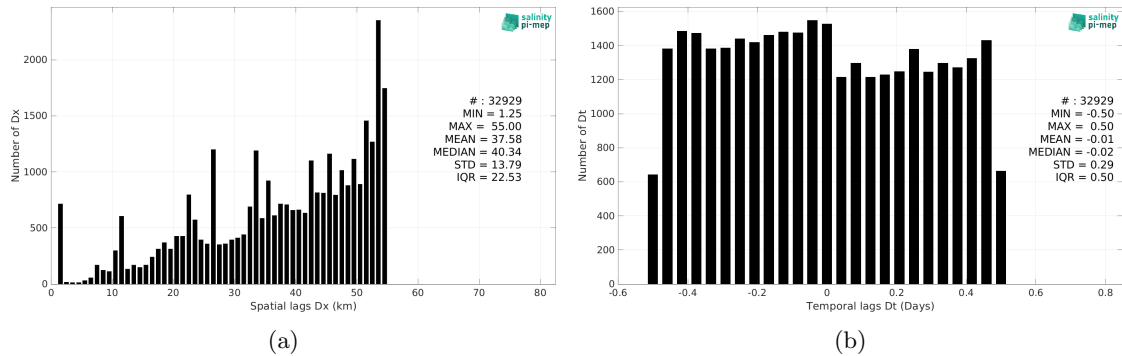 salinity
pi-mep
2000
1500
1000
500
0
Number of Dx
# : 32929
MIN = 1.25
MAX = 55.00
MEAN = 37.58
MEDIAN = 40.34
STD = 13.79
IQR = 22.53
0 10 20 30 40 50 60 70 80
Spatial lags Dx (km)
(a)
salinity
pi-mep
1600
1400
1200
1000
800
600
400
200
0
Number of Dt
# : 32929
MIN = -0.50
MAX = 0.50
MEAN = -0.01
MEDIAN = -0.02
STD = 0.29
IQR = 0.50
-0.6 -0.4 -0.2 0 0.2 0.4 0.6 0.8
Temporal lags Dt (Days)
(b)